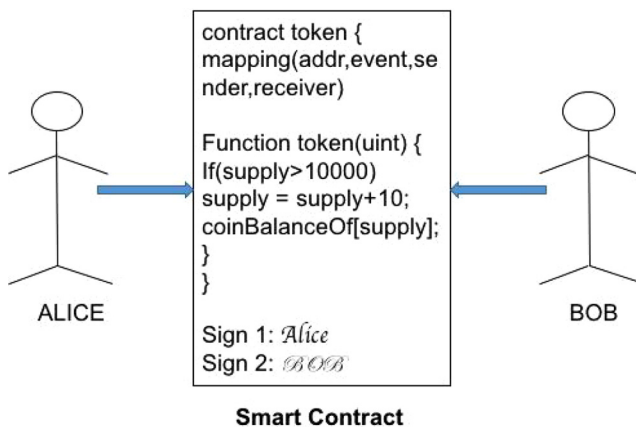 contract token {
mapping(addr,event,se
nder,receiver)
Function token(uint) {
If(supply>10000)
supply = supply+10;
coinBalanceOf[supply];
}
}
ALICE
BOB
Sign 1: Alice
Sign 2: BOB
Smart Contract